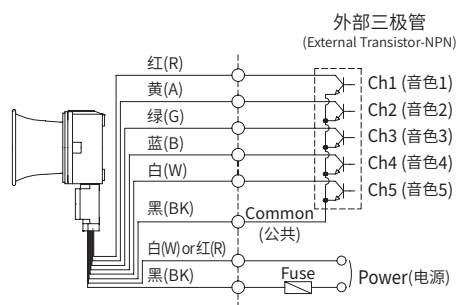 外部三极管
(External Transistor-NPN)
红(R)
Ch1 (音色1)
黄(A)
Ch2 (音色2)
绿(G)
Ch3 (音色3)
蓝(B)
Ch4 (音色4)
白(W)
Ch5 (音色5)
黑(BK)
Common
(公共)
白(W)or红(R)
黑(BK)
Fuse
Power(电源)